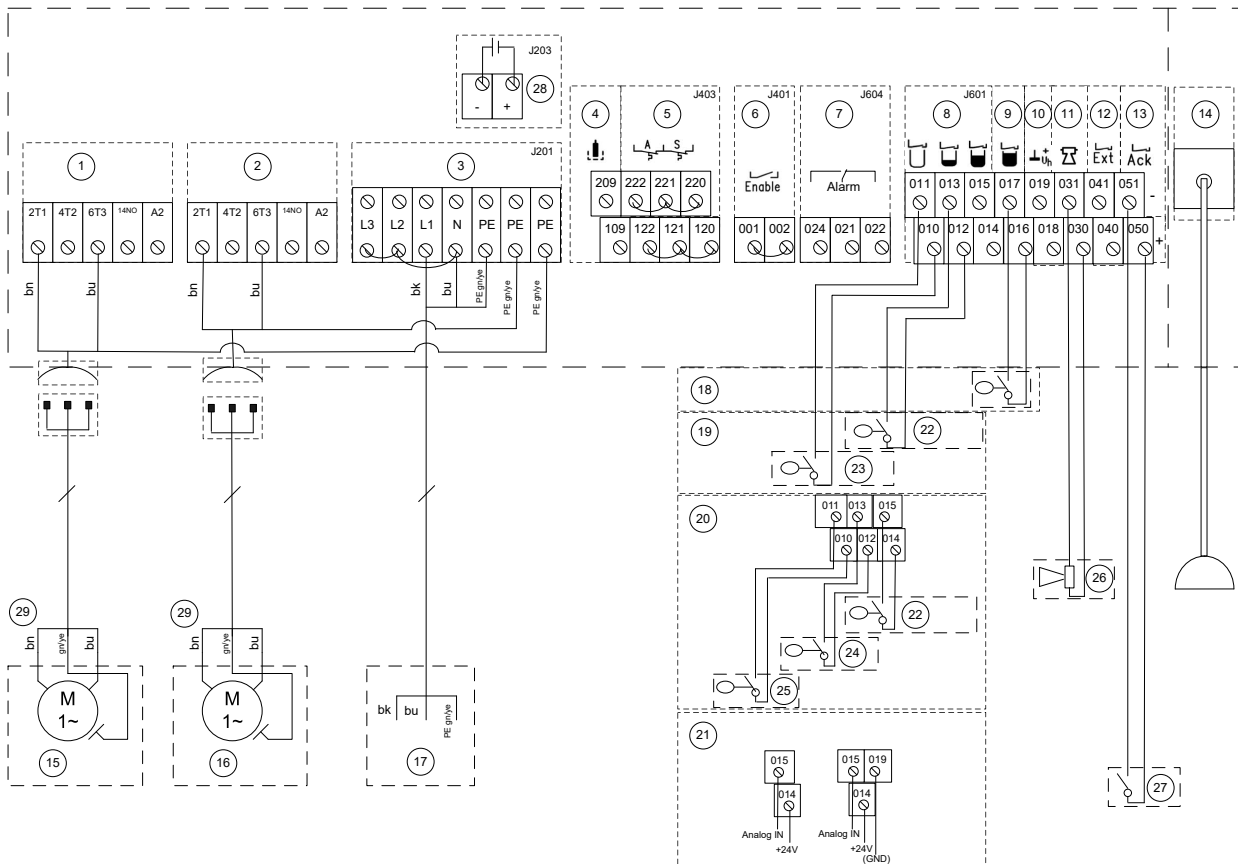 J203
28
- +
J403 J401 J604 J601
4 5 6 7 8 9 10 11 12 13 14
A S Enable Alarm + Uh Ext Ack
1 2 3 J201
2T1 4T2 6T3 14NO A2
2T1 4T2 6T3 14NO A2
L3 L2 L1 N PE PE PE
209 222 221 220
011 013 015 017 019 031 041 051 -
109 122 121 120
001 002
024 021 022
010 012 014 016 018 030 040 050 +
bn bu bn bu bk bu PE gn/ye PE gn/ye PE gn/ye
18
19 22
23
20 011 013 015
010 012 014
22
24
25
26
29 bn gn/ye bu
29 bn gn/ye bu
M
1~
15
M
1~
16
bk bu PE gn/ye
17
21
015
014
Analog IN
+24V
015 019
014
Analog IN
+24V
(GND)
27